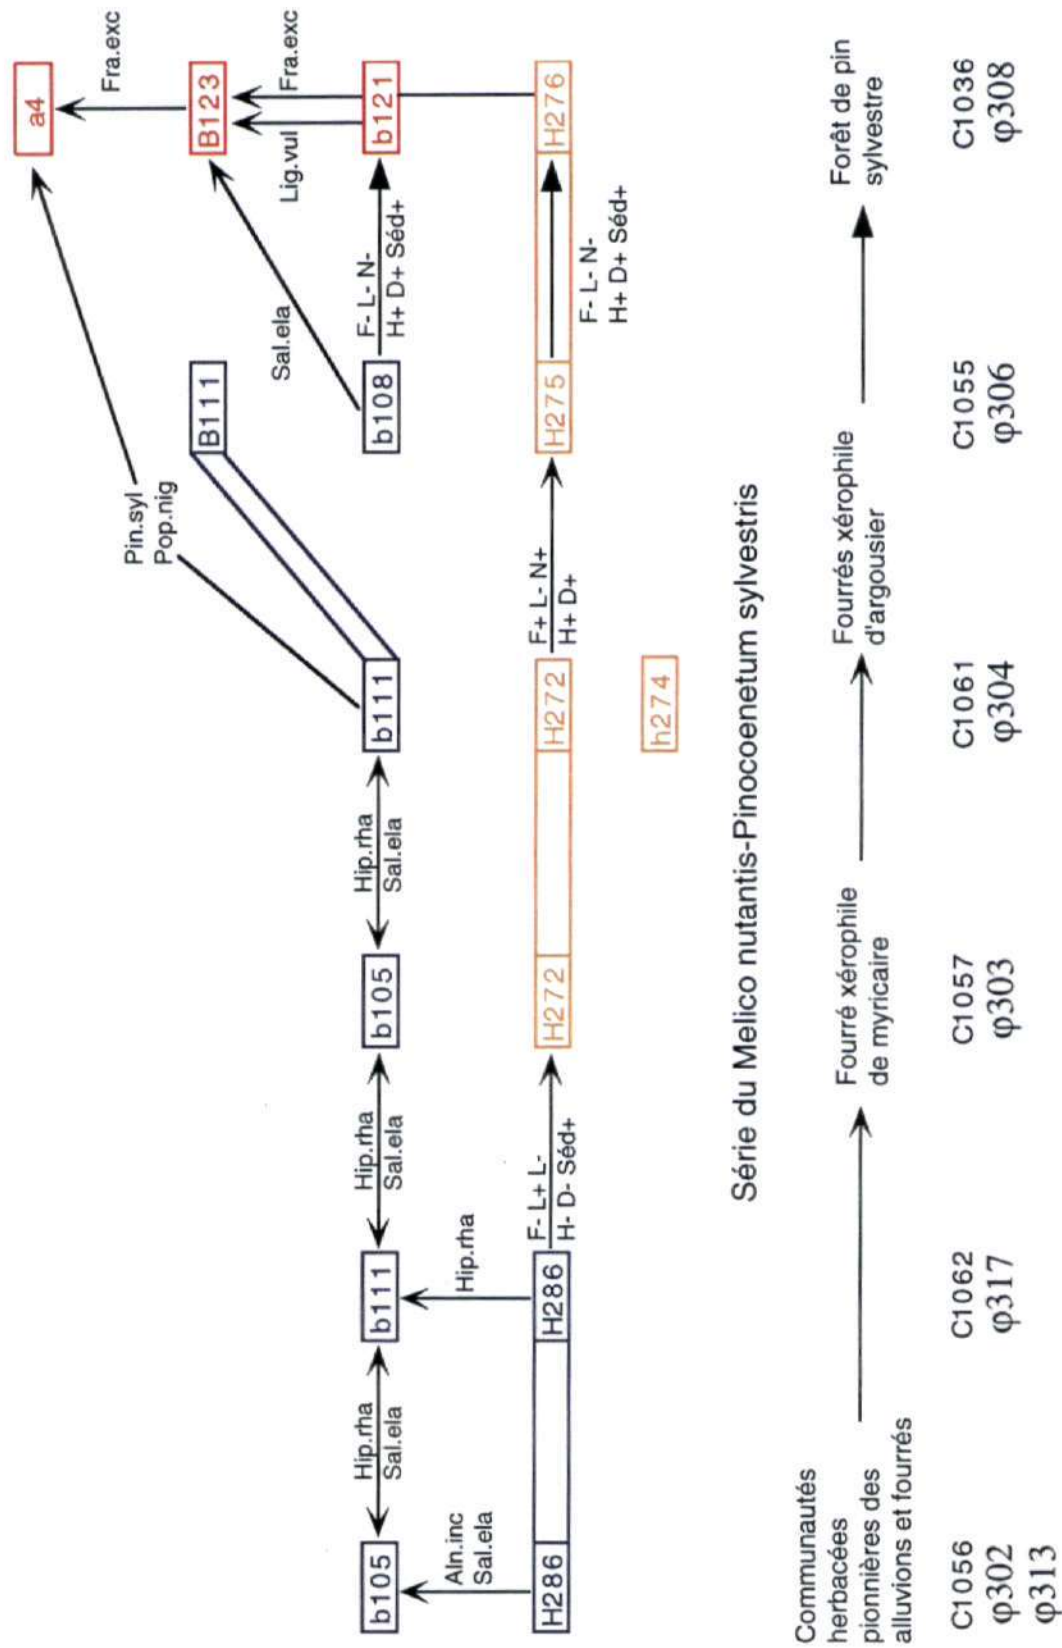 a4
Fra.exc
Pin.syl
Pop.nig
B111
B123
Sal.ela
Lig.vul
Fra.exc
b105
Hip.rha
Sal.ela
b111
Hip.rha
Sal.ela
b105
Hip.rha
Sal.ela
b111
b108
F- L- N-
H+ D+ Séd+
b121
Aln.inc
Sal.ela
Hip.rha
H286
H286
F- L+ L-
H- D- Séd+
H272
H272
F+ L- N+
H+ D+
H275
H276
F- L- N-
H+ D+ Séd+
h274
Série du Melico nutantis-Pinocoenetum sylvestris
Communautés
herbacées
pionnières des
alluvions et fourrés
Fourré xérophile
de myricaire
Fourrés xérophile
d'argousier
Forêt de pin
sylvestre
C1056
φ302
φ313
C1062
φ317
C1057
φ303
C1061
φ304
C1055
φ306
C1036
φ308